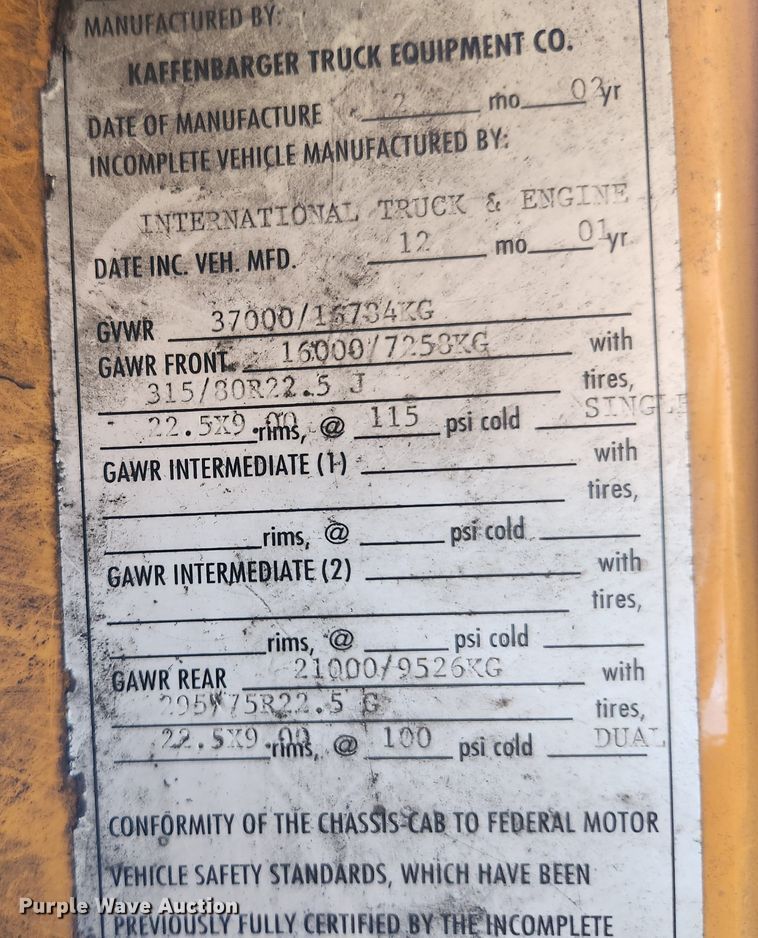 MANUFACTURED BY:
KAFFENBARGER TRUCK EQUIPMENT CO.
DATE OF MANUFACTURE 2 mo 02 yr
INCOMPLETE VEHICLE MANUFACTURED BY:
INTERNATIONAL TRUCK & ENGINE
DATE INC. VEH. MFD. 12 mo 01 yr.
GVWR 37000/16784KG
GAWR FRONT 16000/7258KG with
315/80R22.5 J tires,
22.5X9.00 rims, @ 115 psi cold SINGLE
GAWR INTERMEDIATE (1) with
tires,
rims, @ psi cold
GAWR INTERMEDIATE (2) with
tires,
rims, @ psi cold
GAWR REAR 21000/9526KG with
295/75R22.5 G tires,
22.5X9.00 rims, @ 100 psi cold DUAL
CONFORMITY OF THE CHASSIS-CAB TO FEDERAL MOTOR
VEHICLE SAFETY STANDARDS, WHICH HAVE BEEN
PREVIOUSLY FULLY CERTIFIED BY THE INCOMPLETE
Purple Wave Auction